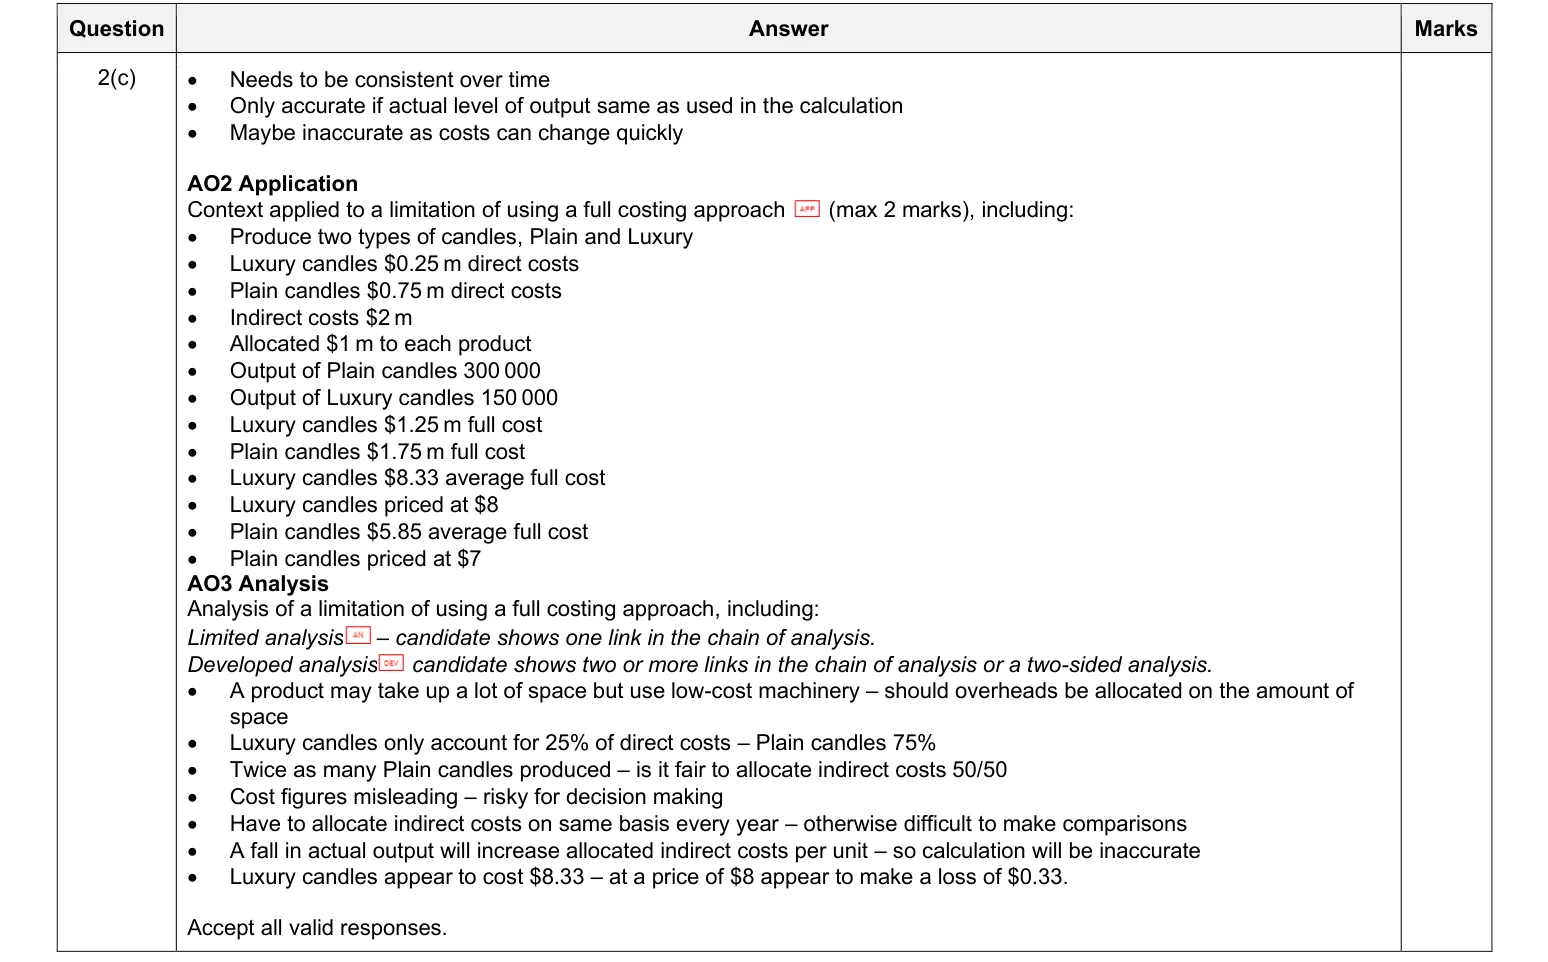 Question Answer Marks
2(c)
• Needs to be consistent over time
• Only accurate if actual level of output same as used in the calculation
• Maybe inaccurate as costs can change quickly
AO2 Application
Context applied to a limitation of using a full costing approach APP (max 2 marks), including:
• Produce two types of candles, Plain and Luxury
• Luxury candles $0.25 m direct costs
• Plain candles $0.75 m direct costs
• Indirect costs $2 m
• Allocated $1 m to each product
• Output of Plain candles 300 000
• Output of Luxury candles 150 000
• Luxury candles $1.25 m full cost
• Plain candles $1.75 m full cost
• Luxury candles $8.33 average full cost
• Luxury candles priced at $8
• Plain candles $5.85 average full cost
• Plain candles priced at $7
AO3 Analysis
Analysis of a limitation of using a full costing approach, including:
Limited analysis AN – candidate shows one link in the chain of analysis.
Developed analysis DEV candidate shows two or more links in the chain of analysis or a two-sided analysis.
• A product may take up a lot of space but use low-cost machinery – should overheads be allocated on the amount of
space
• Luxury candles only account for 25% of direct costs – Plain candles 75%
• Twice as many Plain candles produced – is it fair to allocate indirect costs 50/50
• Cost figures misleading – risky for decision making
• Have to allocate indirect costs on same basis every year – otherwise difficult to make comparisons
• A fall in actual output will increase allocated indirect costs per unit – so calculation will be inaccurate
• Luxury candles appear to cost $8.33 – at a price of $8 appear to make a loss of $0.33.
Accept all valid responses.